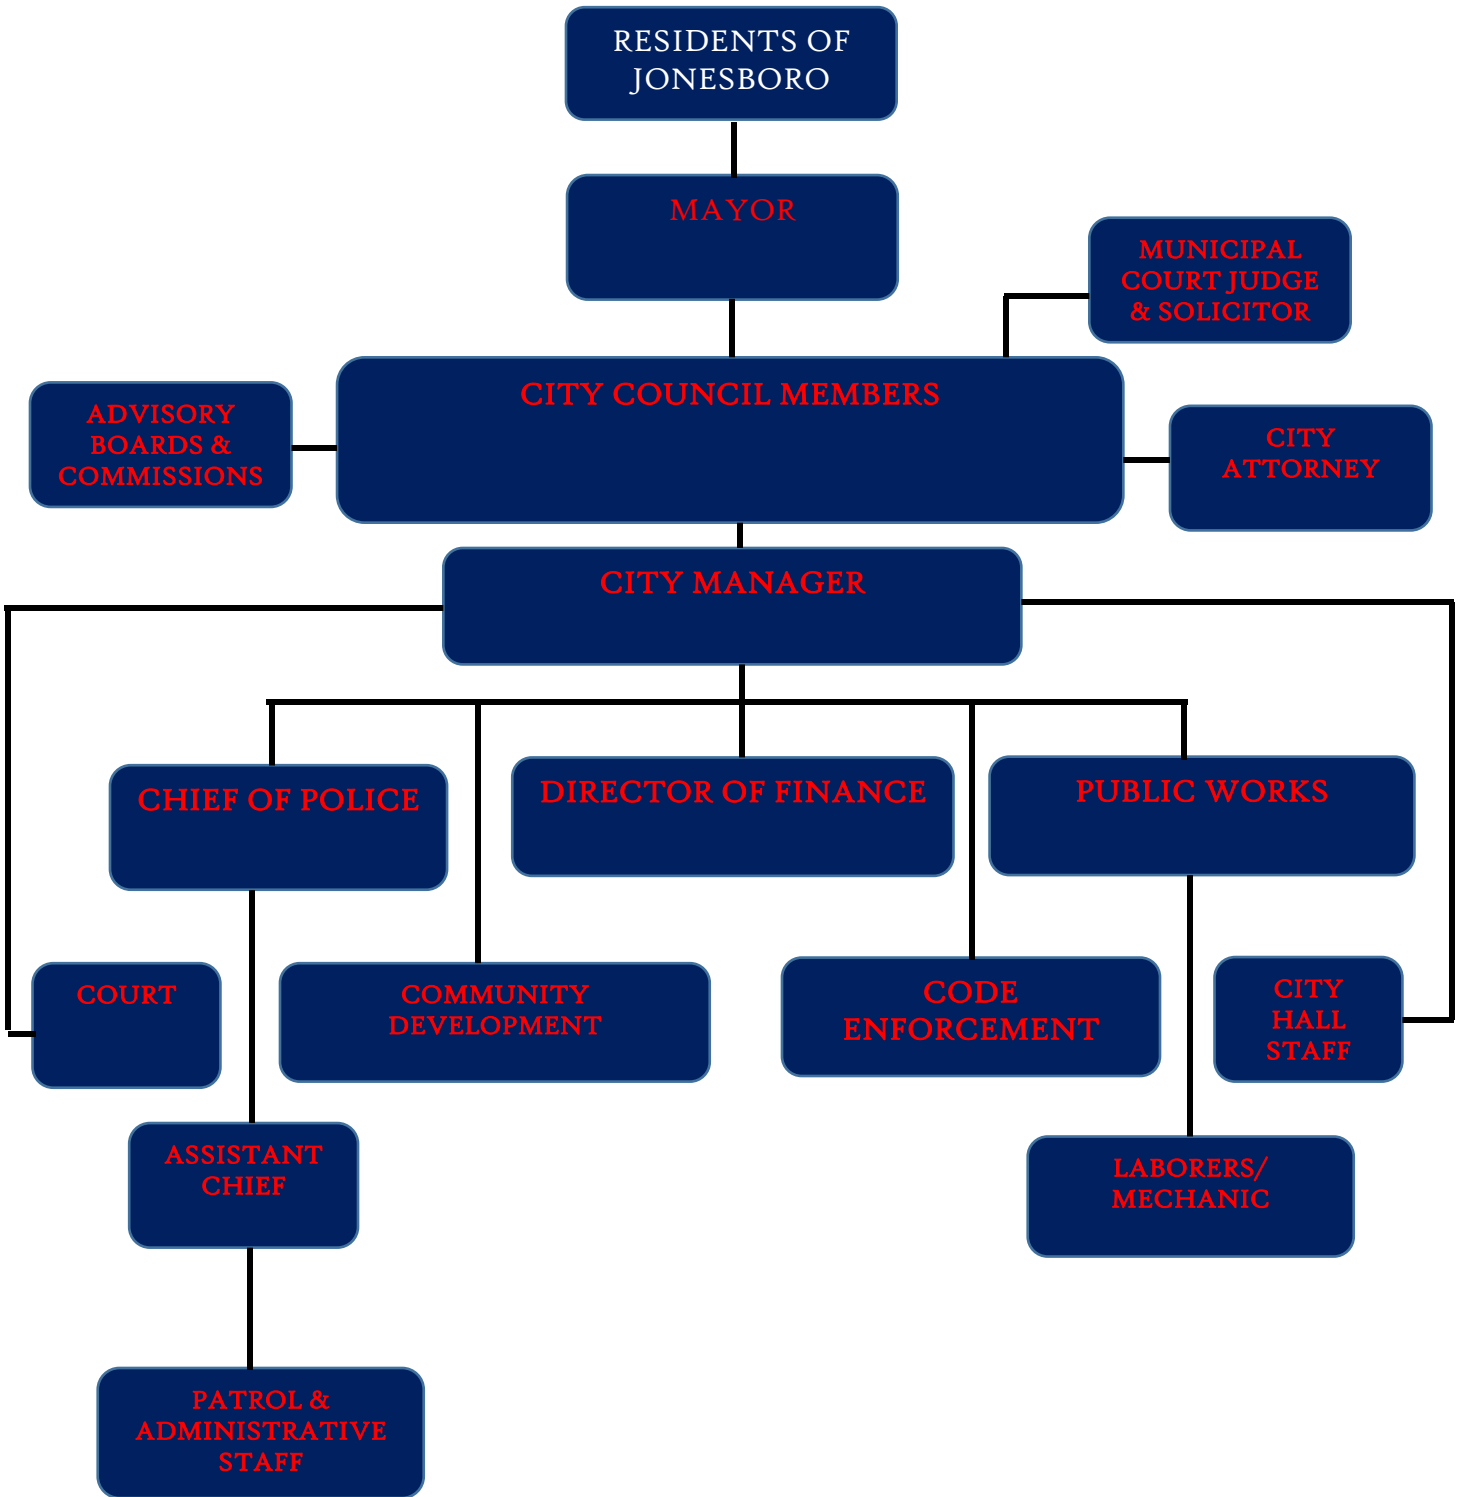 RESIDENTS OF
JONESBORO
MAYOR
MUNICIPAL
COURT JUDGE
& SOLICITOR
CITY COUNCIL MEMBERS
ADVISORY
BOARDS &
COMMISSIONS
CITY
ATTORNEY
CITY MANAGER
CHIEF OF POLICE
DIRECTOR OF FINANCE
PUBLIC WORKS
COURT
COMMUNITY
DEVELOPMENT
CODE
ENFORCEMENT
CITY
HALL
STAFF
ASSISTANT
CHIEF
LABORERS/
MECHANIC
PATROL &
ADMINISTRATIVE
STAFF